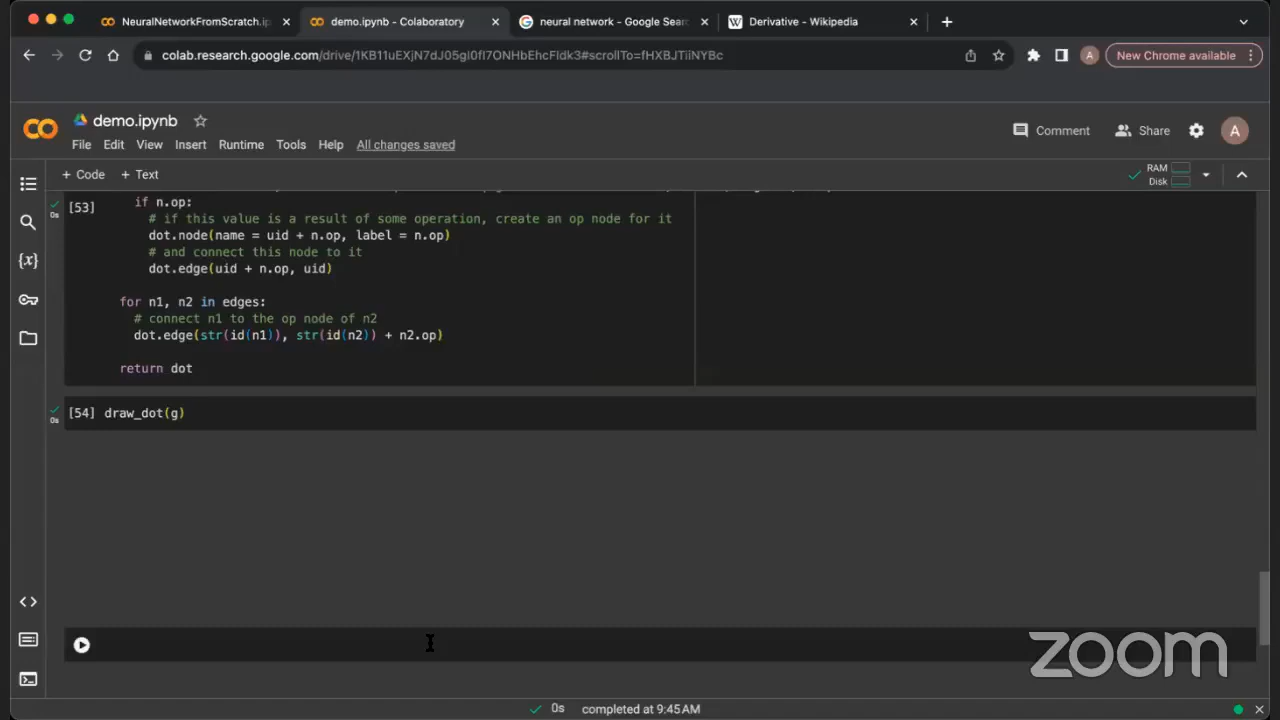 NeuralNetworkFromScratch.ip
demo.ipynb - Colaboratory
neural network - Google Sear
W Derivative - Wikipedia
colab.research.google.com/drive/1KB11uEXjN7dJ05gI0fI7ONHbEhcFIdk3#scrollTo=fHXBJTiiNYBc
A
New Chrome available
demo.ipynb
Comment
Share
A
File Edit View Insert Runtime Tools Help All changes saved
+ Code + Text
RAM
Disk
0s
[53]
if n.op:
# if this value is a result of some operation, create an op node for it
dot.node(name = uid + n.op, label = n.op)
# and connect this node to it
dot.edge(uid + n.op, uid)
for n1, n2 in edges:
# connect n1 to the op node of n2
dot.edge(str(id(n1)), str(id(n2)) + n2.op)
return dot
0s
[54] draw_dot(g)
{x}
zoom
0s completed at 9:45 AM